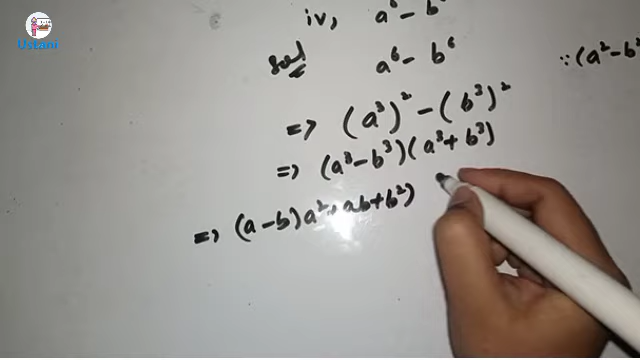 Ustani
iv, a⁶ - b⁶
Sol
a⁶ - b⁶
∵ (a² - b²
=> (a³)² - (b³)²
=> (a³ - b³)(a³ + b³)
=> (a - b) a² + ab + b²)